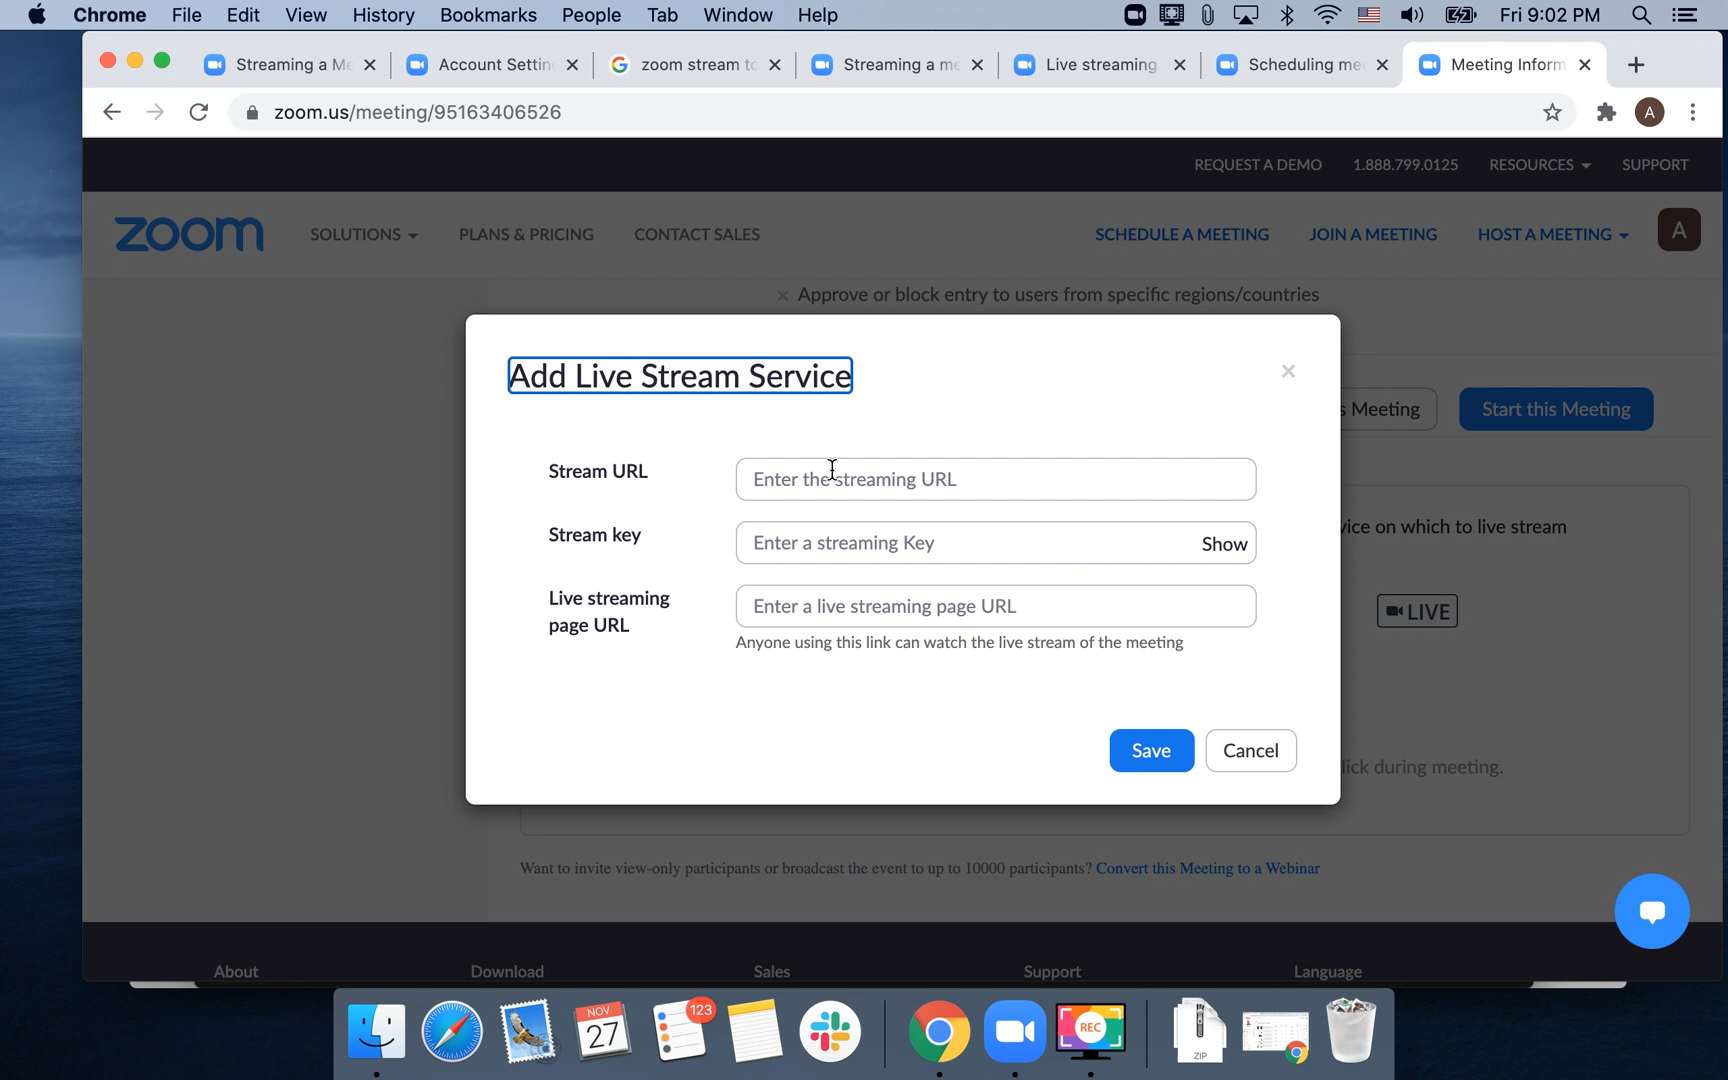 Chrome File Edit View History Bookmarks People Tab Window Help Fri 9:02 PM
Streaming a Me Account Settin zoom stream to Streaming a me Live streaming Scheduling me Meeting Inform
zoom.us/meeting/95163406526 A
REQUEST A DEMO 1.888.799.0125 RESOURCES SUPPORT
zoom SOLUTIONS PLANS & PRICING CONTACT SALES SCHEDULE A MEETING JOIN A MEETING HOST A MEETING A
Approve or block entry to users from specific regions/countries
Add Live Stream Service
s Meeting Start this Meeting
Stream URL Enter the streaming URL
vice on which to live stream
Stream key Enter a streaming Key Show
Live streaming
page URL
Enter a live streaming page URL
LIVE
Anyone using this link can watch the live stream of the meeting
Save Cancel
lick during meeting.
Want to invite view-only participants or broadcast the event to up to 10000 participants? Convert this Meeting to a Webinar
About Download Sales Support Language
NOV
27
123
REC
ZIP